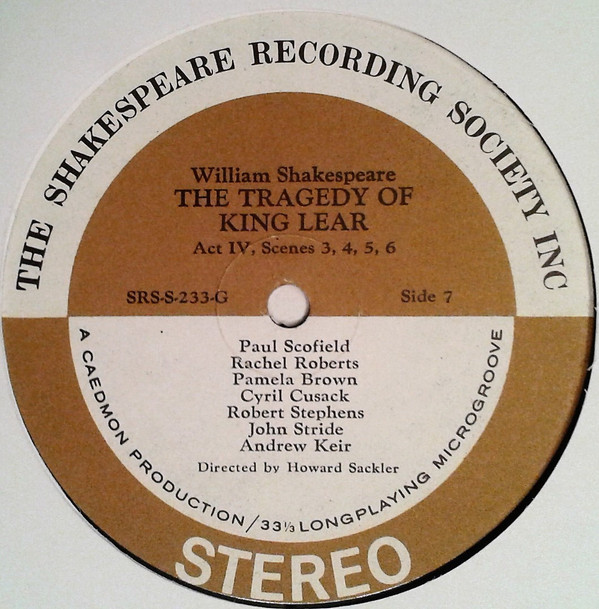 THE SHAKESPEARE RECORDING SOCIETY INC
William Shakespeare
THE TRAGEDY OF
KING LEAR
Act IV, Scenes 3, 4, 5, 6
SRS-S-233-G
Side 7
Paul Scofield
Rachel Roberts
Pamela Brown
Cyril Cusack
Robert Stephens
John Stride
Andrew Keir
Directed by Howard Sackler
A CAEDMON PRODUCTION/33⅓ LONGPLAYING MICROGROOVE
STEREO